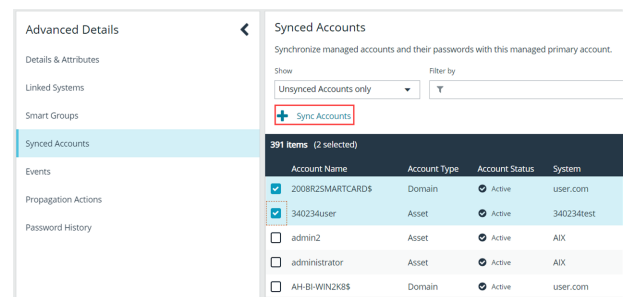 Advanced Details
Details & Attributes
Linked Systems
Smart Groups
Synced Accounts
Events
Propagation Actions
Password History
Synced Accounts
Synchronize managed accounts and their passwords with this managed primary account.
Show Filter by
Unsynced Accounts only
Sync Accounts
391 items (2 selected)
Account Name Account Type Account Status System
2008R2SMARTCARD$ Domain Active user.com
340234user Asset Active 340234test
admin2 Asset Active AIX
administrator Asset Active AIX
AH-BI-WIN2K8$ Domain Active user.com